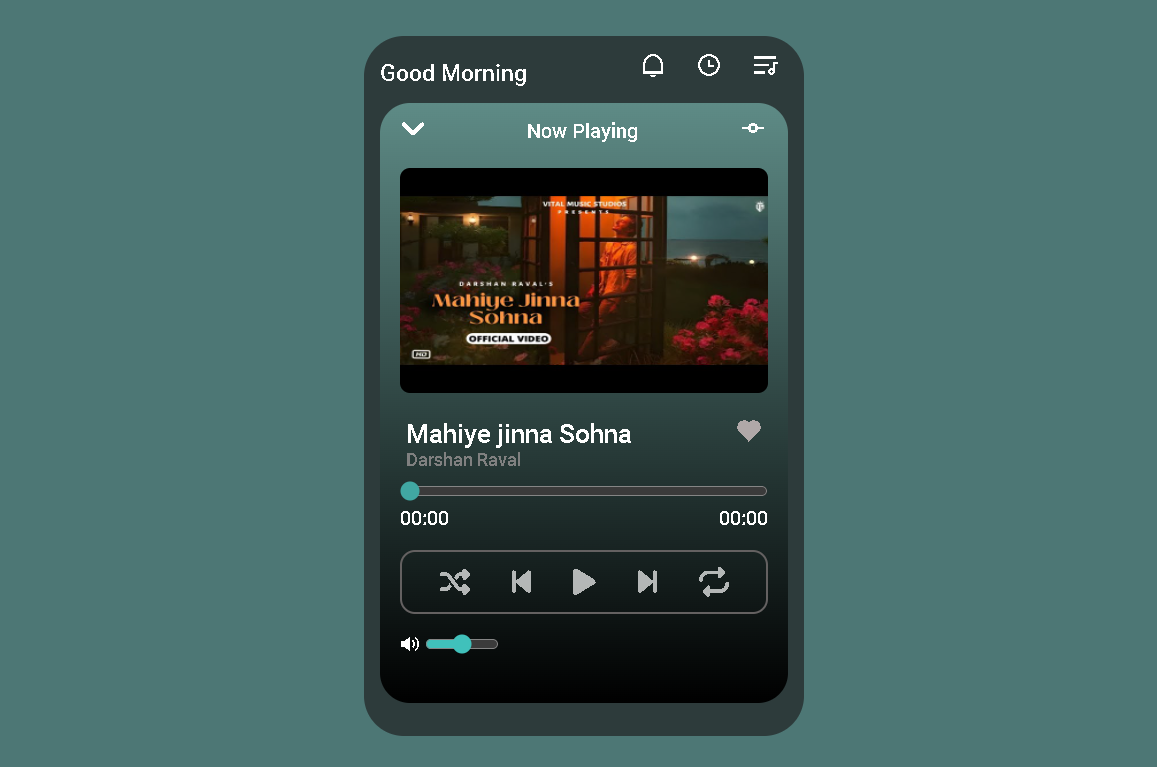 Good Morning
Now Playing
VITAL MUSIC STUDIOS
PRESENTS
DARSHAN RAVAL'S
Mahiye Jinna
Sohna
OFFICIAL VIDEO
HD
Mahiye jinna Sohna
Darshan Raval
00:00 00:00